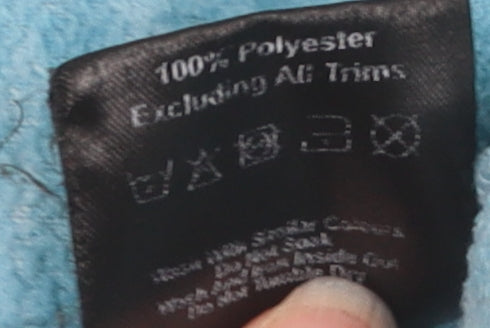 100% Polyester
Excluding All Trims
Wash With Similar Colours
Do Not Soak
Wash And Iron Inside Out
Do Not Tumble Dry